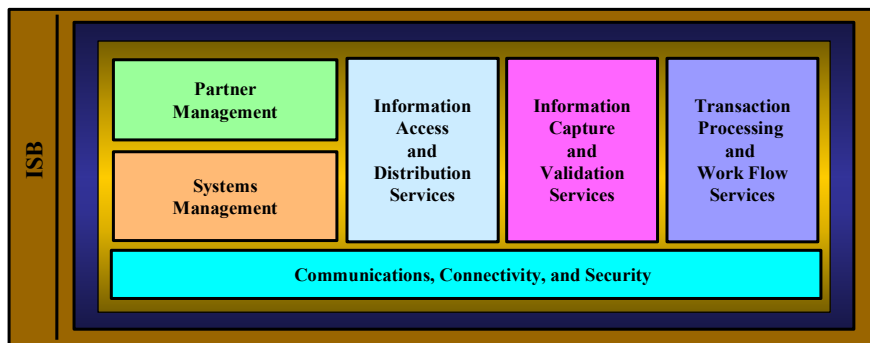 ISB
Partner
Management
Systems
Management
Information
Access
and
Distribution
Services
Information
Capture
and
Validation
Services
Transaction
Processing
and
Work Flow
Services
Communications, Connectivity, and Security